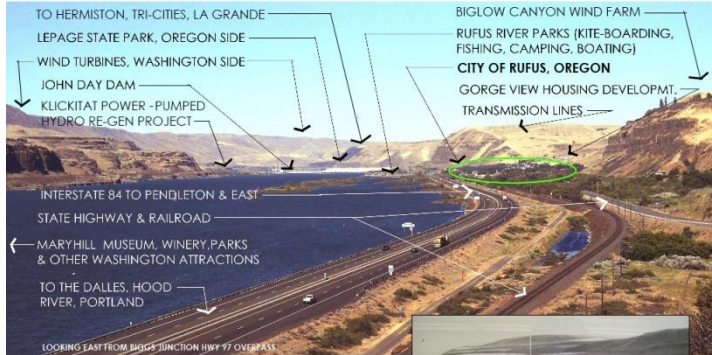 TO HERMISTON, TRI-CITIES, LA GRANDE
LEPAGE STATE PARK, OREGON SIDE
WIND TURBINES, WASHINGTON SIDE
JOHN DAY DAM
KLICKITAT POWER -PUMPED
HYDRO RE-GEN PROJECT
BIGLOW CANYON WIND FARM
RUFUS RIVER PARKS (KITE-BOARDING,
FISHING, CAMPING, BOATING)
CITY OF RUFUS, OREGON
GORGE VIEW HOUSING DEVELOPMT.
TRANSMISSION LINES
INTERSTATE 84 TO PENDLETON & EAST
STATE HIGHWAY & RAILROAD
MARYHILL MUSEUM, WINERY,PARKS
& OTHER WASHINGTON ATTRACTIONS
TO THE DALLES, HOOD
RIVER, PORTLAND
LOOKING EAST FROM BIGGS JUNCTION HWY 97 OVERPASS